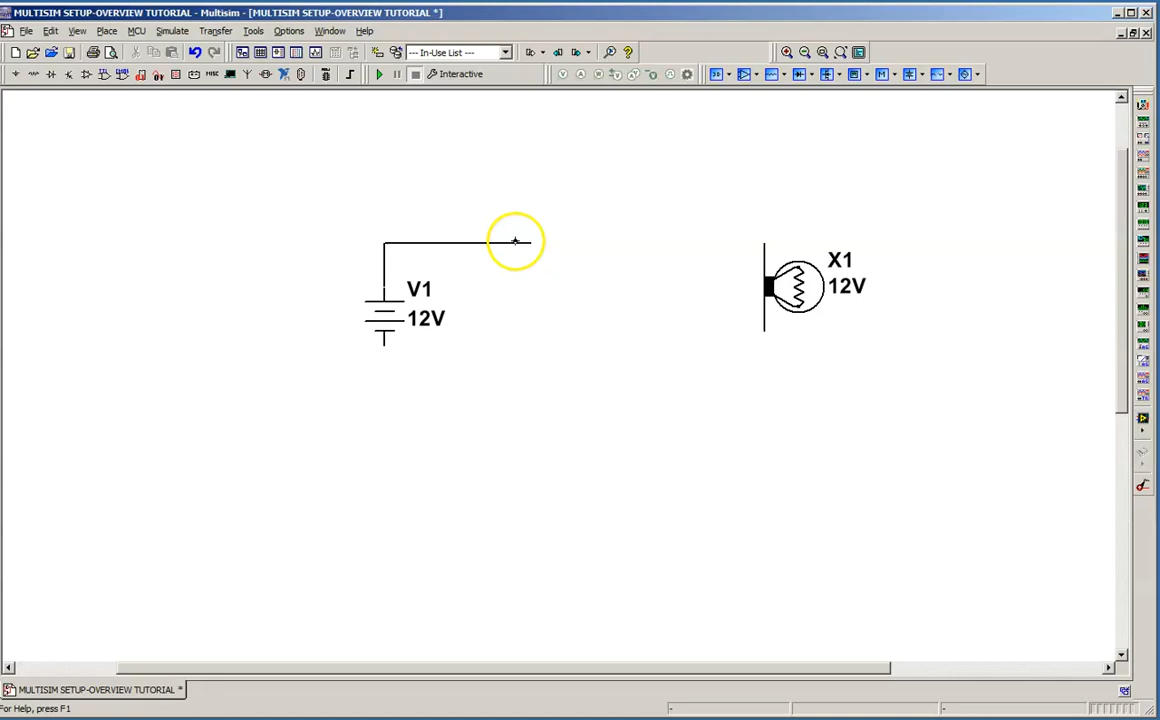 MULTISIM SETUP-OVERVIEW TUTORIAL - Multisim - [MULTISIM SETUP-OVERVIEW TUTORIAL *]
File Edit View Place MCU Simulate Transfer Tools Options Window Help
--- In-Use List ---
MISC Interactive
X1
12V
V1
12V
MULTISIM SETUP-OVERVIEW TUTORIAL *
For Help, press F1